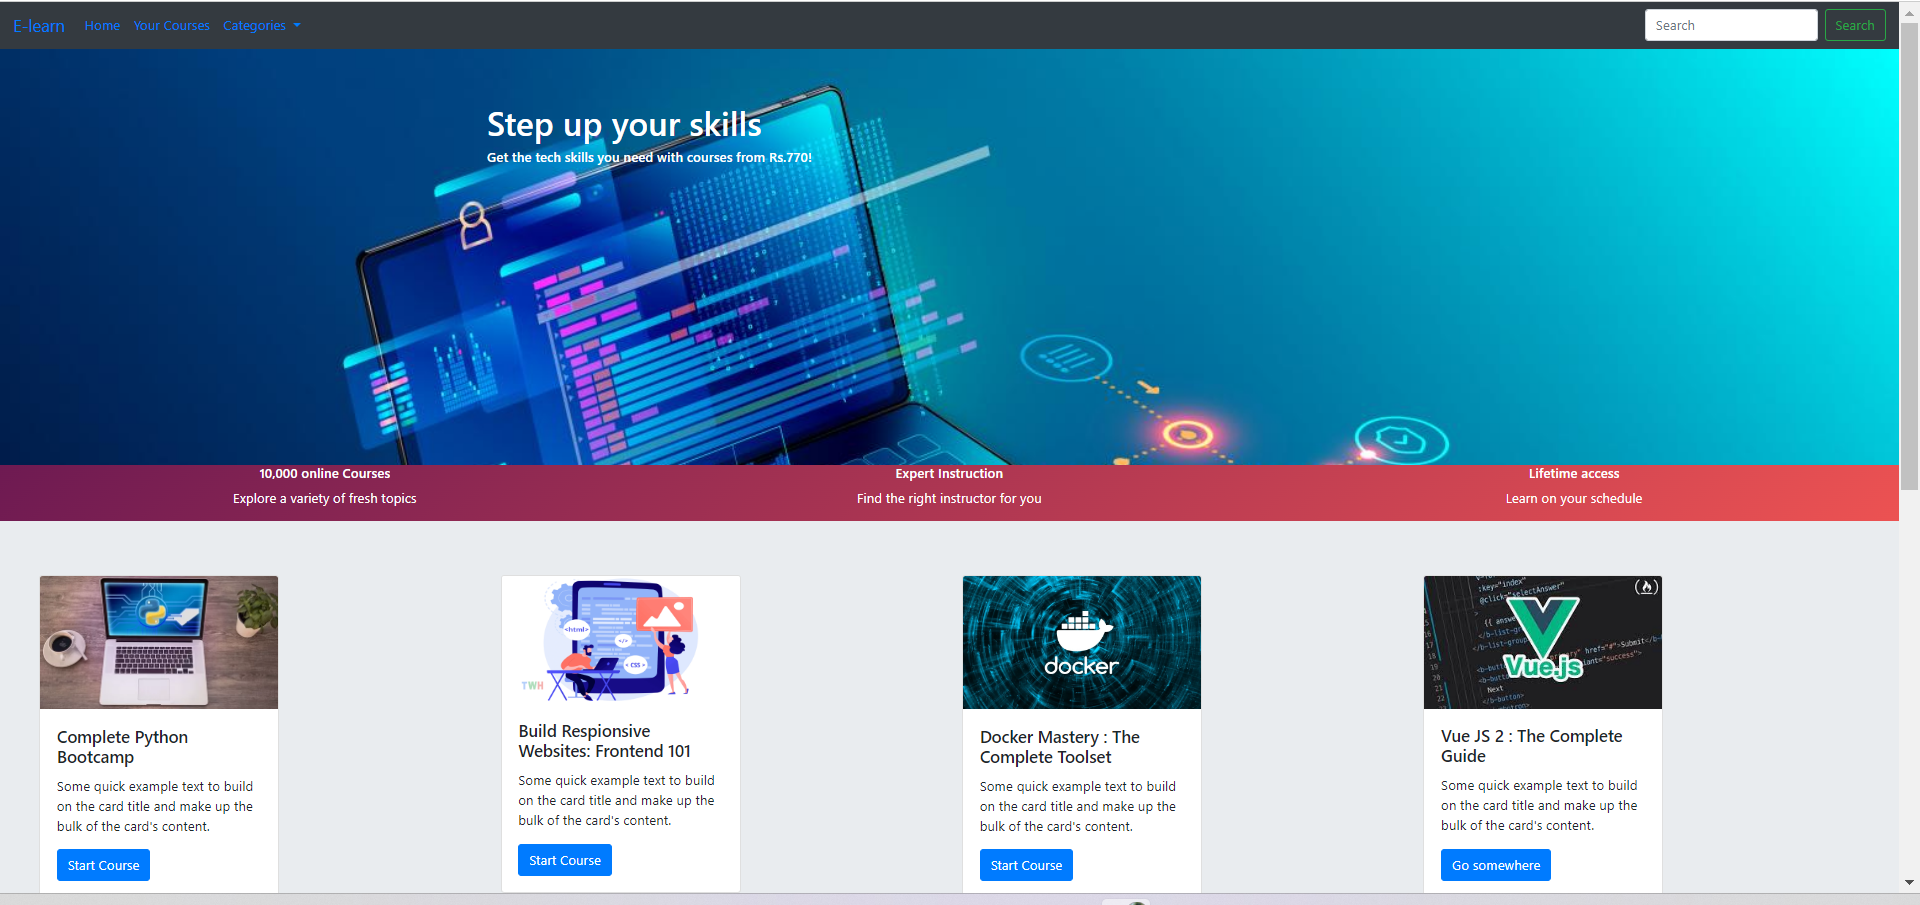 E-learn Home Your Courses Categories Search Search
Step up your skills
Get the tech skills you need with courses from Rs.770!
10,000 online Courses
Explore a variety of fresh topics
Expert Instruction
Find the right instructor for you
Lifetime access
Learn on your schedule
Complete Python
Bootcamp
Some quick example text to build
on the card title and make up the
bulk of the card's content.
Start Course
<html>
</>
< CSS >
TWH
Build Responsive
Websites: Frontend 101
Some quick example text to build
on the card title and make up the
bulk of the card's content.
Start Course
docker
Docker Mastery : The
Complete Toolset
Some quick example text to build
on the card title and make up the
bulk of the card's content.
Start Course
:key="index"
@click="selectAnswer"
Vue.js
Next
</b-button>
Vue JS 2 : The Complete
Guide
Some quick example text to build
on the card title and make up the
bulk of the card's content.
Go somewhere